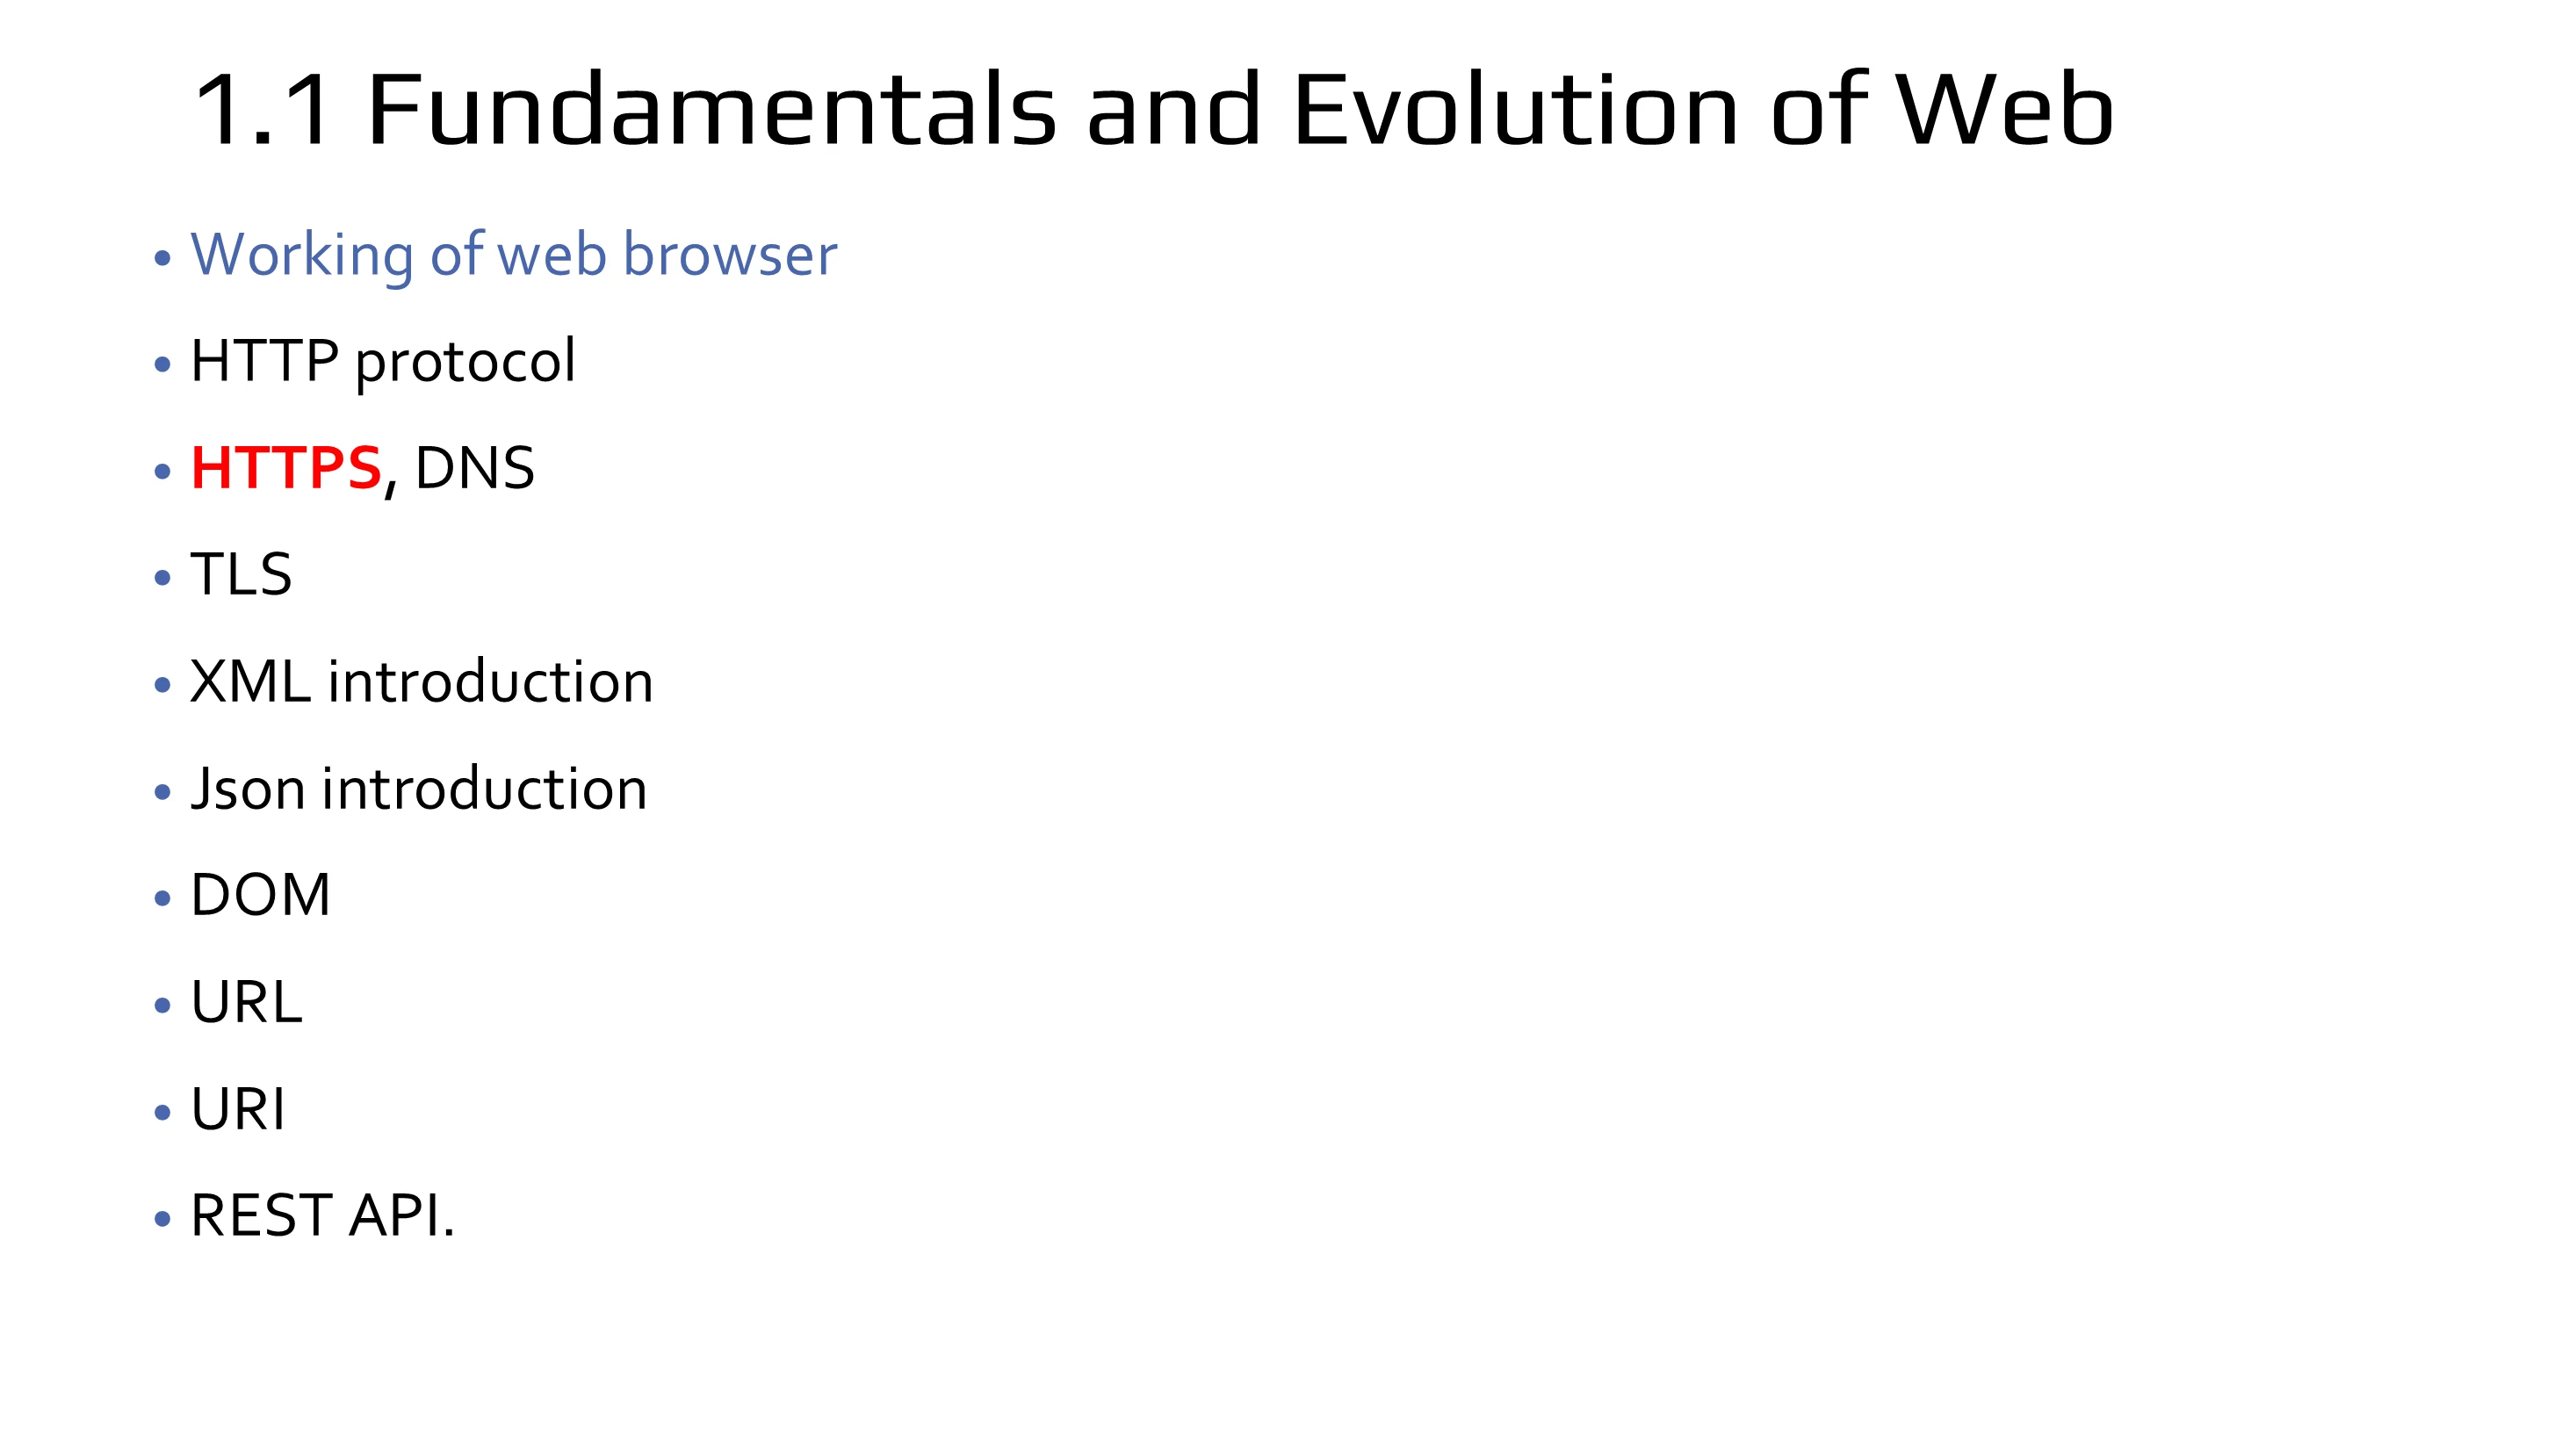 1.1 Fundamentals and Evolution of Web
• Working of web browser
• HTTP protocol
• HTTPS, DNS
• TLS
• XML introduction
• Json introduction
• DOM
• URL
• URI
• REST API.